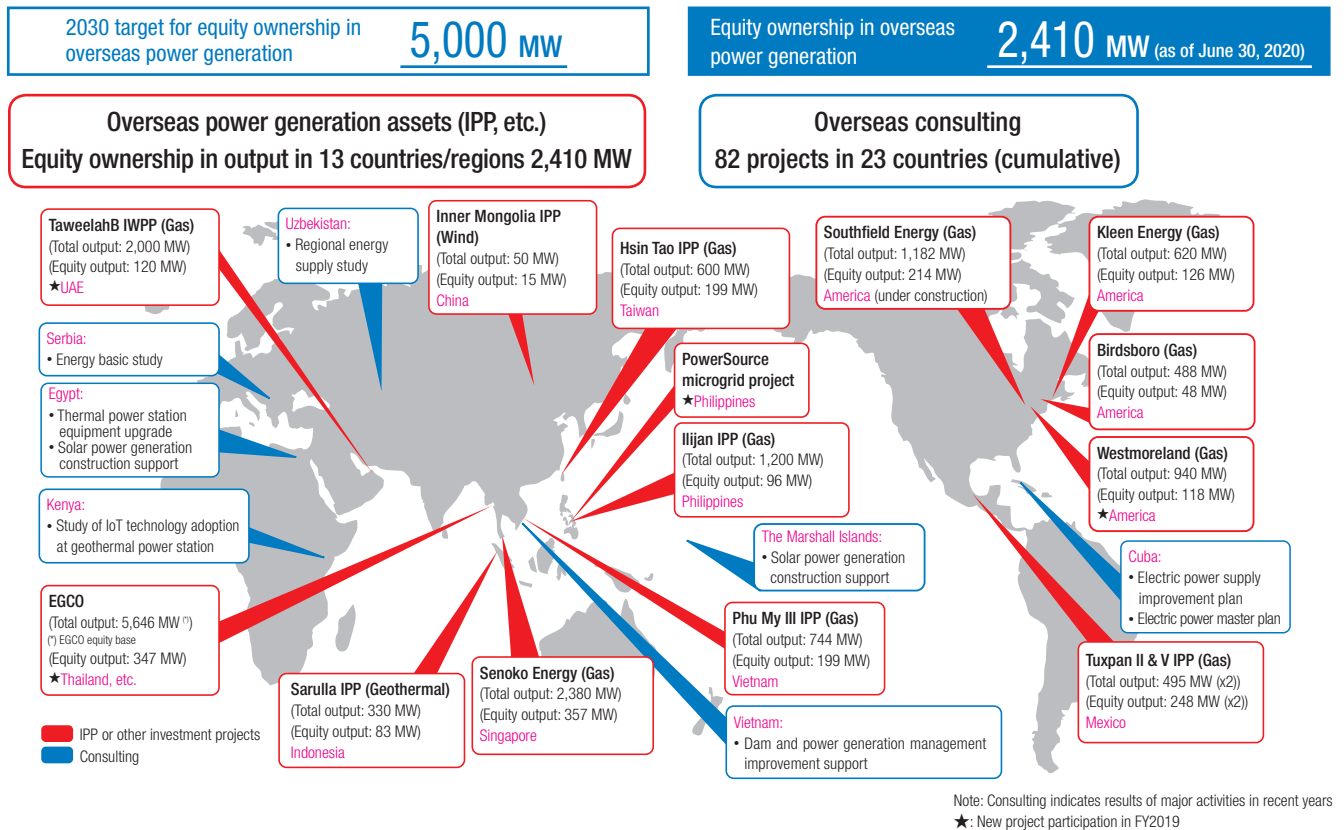 2030 target for equity ownership in
overseas power generation
5,000 MW
Equity ownership in overseas
power generation
2,410 MW (as of June 30, 2020)
Overseas power generation assets (IPP, etc.)
Equity ownership in output in 13 countries/regions 2,410 MW
Overseas consulting
82 projects in 23 countries (cumulative)
TaweelahB IWPP (Gas)
(Total output: 2,000 MW)
(Equity output: 120 MW)
★UAE
Uzbekistan:
• Regional energy
supply study
Inner Mongolia IPP
(Wind)
(Total output: 50 MW)
(Equity output: 15 MW)
China
Hsin Tao IPP (Gas)
(Total output: 600 MW)
(Equity output: 199 MW)
Taiwan
Southfield Energy (Gas)
(Total output: 1,182 MW)
(Equity output: 214 MW)
America (under construction)
Kleen Energy (Gas)
(Total output: 620 MW)
(Equity output: 126 MW)
America
Serbia:
• Energy basic study
PowerSource
microgrid project
★Philippines
Birdsboro (Gas)
(Total output: 488 MW)
(Equity output: 48 MW)
America
Egypt:
• Thermal power station
equipment upgrade
• Solar power generation
construction support
Ilijan IPP (Gas)
(Total output: 1,200 MW)
(Equity output: 96 MW)
Philippines
Westmoreland (Gas)
(Total output: 940 MW)
(Equity output: 118 MW)
★America
Kenya:
• Study of IoT technology adoption
at geothermal power station
The Marshall Islands:
• Solar power generation
construction support
Cuba:
• Electric power supply
improvement plan
• Electric power master plan
EGCO
(Total output: 5,646 MW (*))
(*) EGCO equity base
(Equity output: 347 MW)
★Thailand, etc.
Sarulla IPP (Geothermal)
(Total output: 330 MW)
(Equity output: 83 MW)
Indonesia
Senoko Energy (Gas)
(Total output: 2,380 MW)
(Equity output: 357 MW)
Singapore
Phu My III IPP (Gas)
(Total output: 744 MW)
(Equity output: 199 MW)
Vietnam
Tuxpan II & V IPP (Gas)
(Total output: 495 MW (x2))
(Equity output: 248 MW (x2))
Mexico
Vietnam:
• Dam and power generation management
improvement support
IPP or other investment projects
Consulting
Note: Consulting indicates results of major activities in recent years
★: New project participation in FY2019